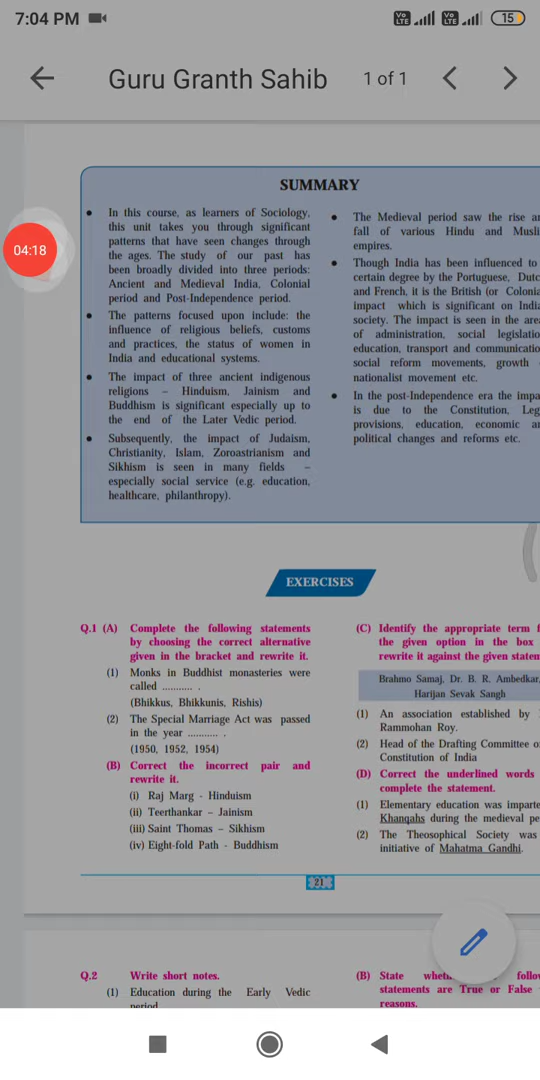 7:04 PM
Vo LTE Vo LTE 15
Guru Granth Sahib 1 of 1
04:18
SUMMARY
In this course, as learners of Sociology,
this unit takes you through significant
patterns that have seen changes through
the ages. The study of our past has
been broadly divided into three periods:
Ancient and Medieval India, Colonial
period and Post-Independence period.
The patterns focused upon include: the
influence of religious beliefs, customs
and practices, the status of women in
India and educational systems.
The impact of three ancient indigenous
religions – Hinduism, Jainism and
Buddhism is significant especially up to
the end of the Later Vedic period.
Subsequently, the impact of Judaism,
Christianity, Islam, Zoroastrianism and
Sikhism is seen in many fields –
especially social service (e.g. education,
healthcare, philanthropy).
The Medieval period saw the rise
fall of various Hindu and
empires.
Though India has been influenced to
certain degree by the Portuguese,
and French, it is the British (or
impact which is significant on
society. The impact is seen in the
of administration, social
education, transport and
social reform movements, growth
nationalist movement etc.
In the post-Independence era the
is due to the Constitution,
provisions, education, economic
political changes and reforms etc.
EXERCISES
Q.1 (A) Complete the following statements
by choosing the correct alternative
given in the bracket and rewrite it.
(1) Monks in Buddhist monasteries were
called ........... .
(Bhikkus, Bhikkunis, Rishis)
(2) The Special Marriage Act was passed
in the year ........... .
(1950, 1952, 1954)
(B) Correct the incorrect pair and
rewrite it.
(i) Raj Marg - Hinduism
(ii) Teerthankar – Jainism
(iii) Saint Thomas – Sikhism
(iv) Eight-fold Path - Buddhism
(C) Identify the appropriate term
the given option in the box
rewrite it against the given
Brahmo Samaj, Dr. B. R. Ambedkar,
Harijan Sevak Sangh
(1) An association established by
Rammohan Roy.
(2) Head of the Drafting Committee
Constitution of India
(D) Correct the underlined words
complete the statement.
(1) Elementary education was
Khanqahs during the medieval
(2) The Theosophical Society was
initiative of Mahatma Gandhi.
21
Q.2 Write short notes.
(1) Education during the Early Vedic
period
(B) State
statements are True or False
reasons.